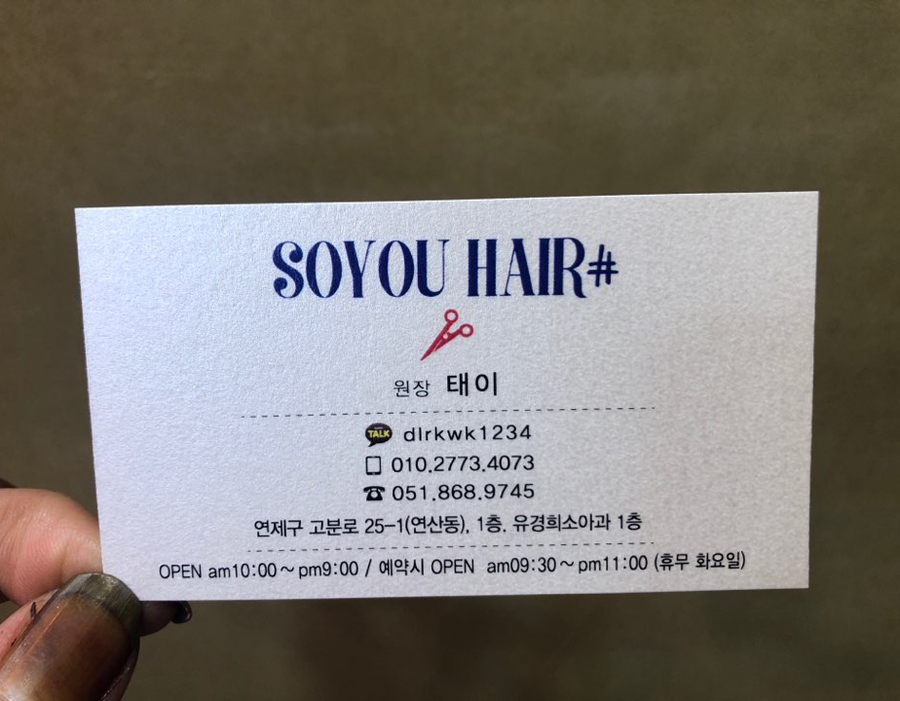 SOYOU HAIR#
원장 태이
TALK dlrkwk1234
010.2773.4073
051.868.9745
연제구 고분로 25-1(연산동), 1층. 유경희소아과 1층
OPEN am10:00~pm9:00 / 예약시 OPEN am09:30~pm11:00 (휴무 화요일)